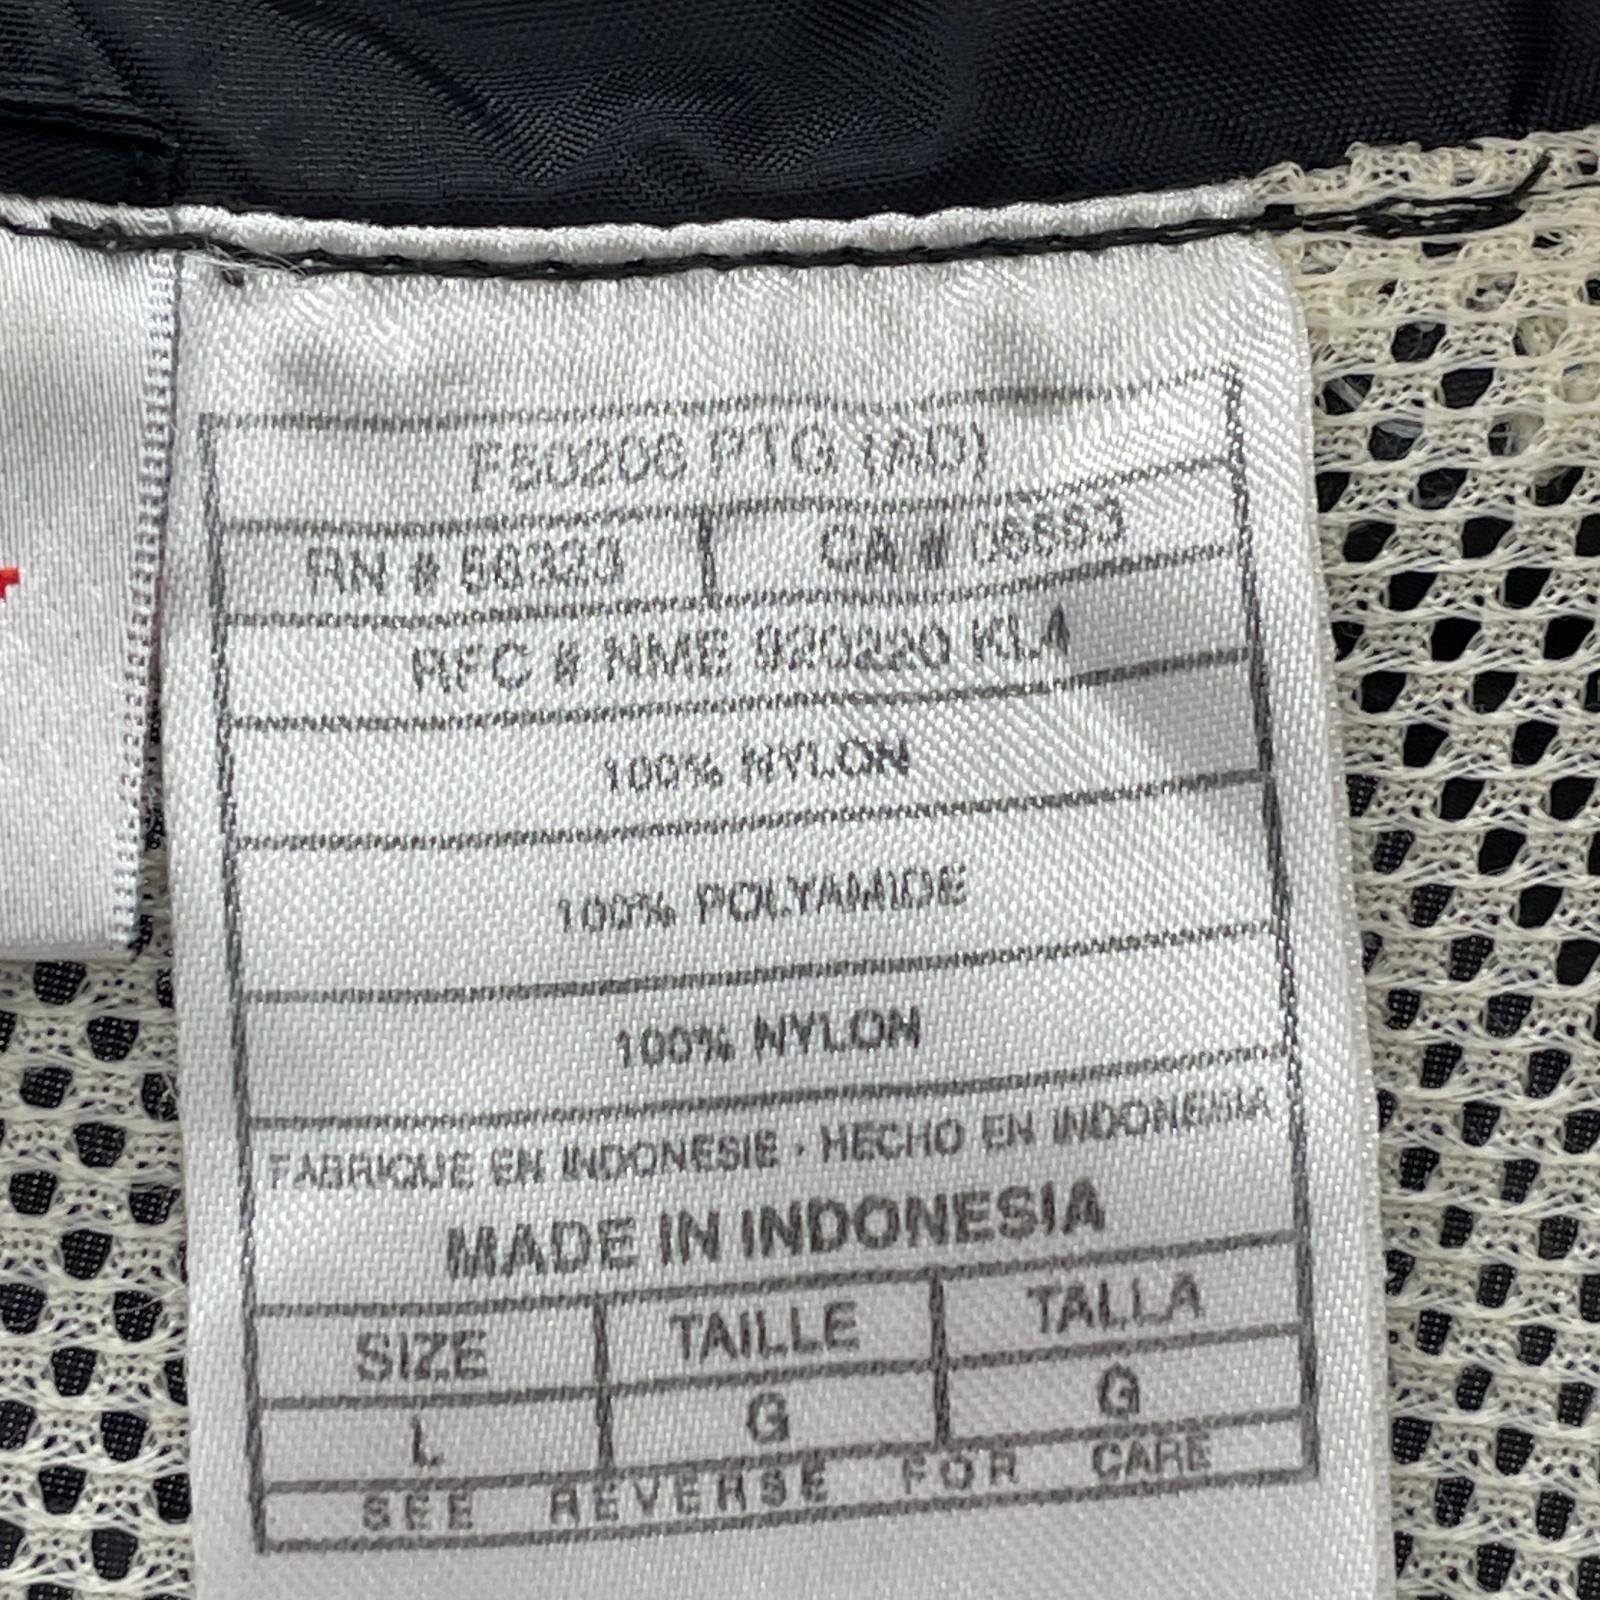 F50206 PTG (AD)
RN # 56323 CA # 05553
RFC # NME 920220 KL4
100% NYLON
100% POLYAMIDE
100% NYLON
FABRIQUE EN INDONESIE · HECHO EN INDONESIA
MADE IN INDONESIA
SIZE TAILLE TALLA
L G G
SEE REVERSE FOR CARE